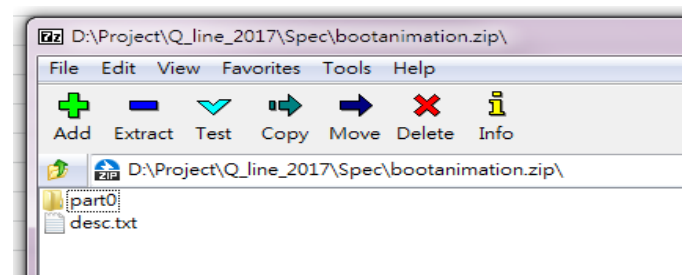 7z D:\Project\Q_line_2017\Spec\bootanimation.zip\
File Edit View Favorites Tools Help
Add Extract Test Copy Move Delete Info
ZIP D:\Project\Q_line_2017\Spec\bootanimation.zip\
part0
desc.txt